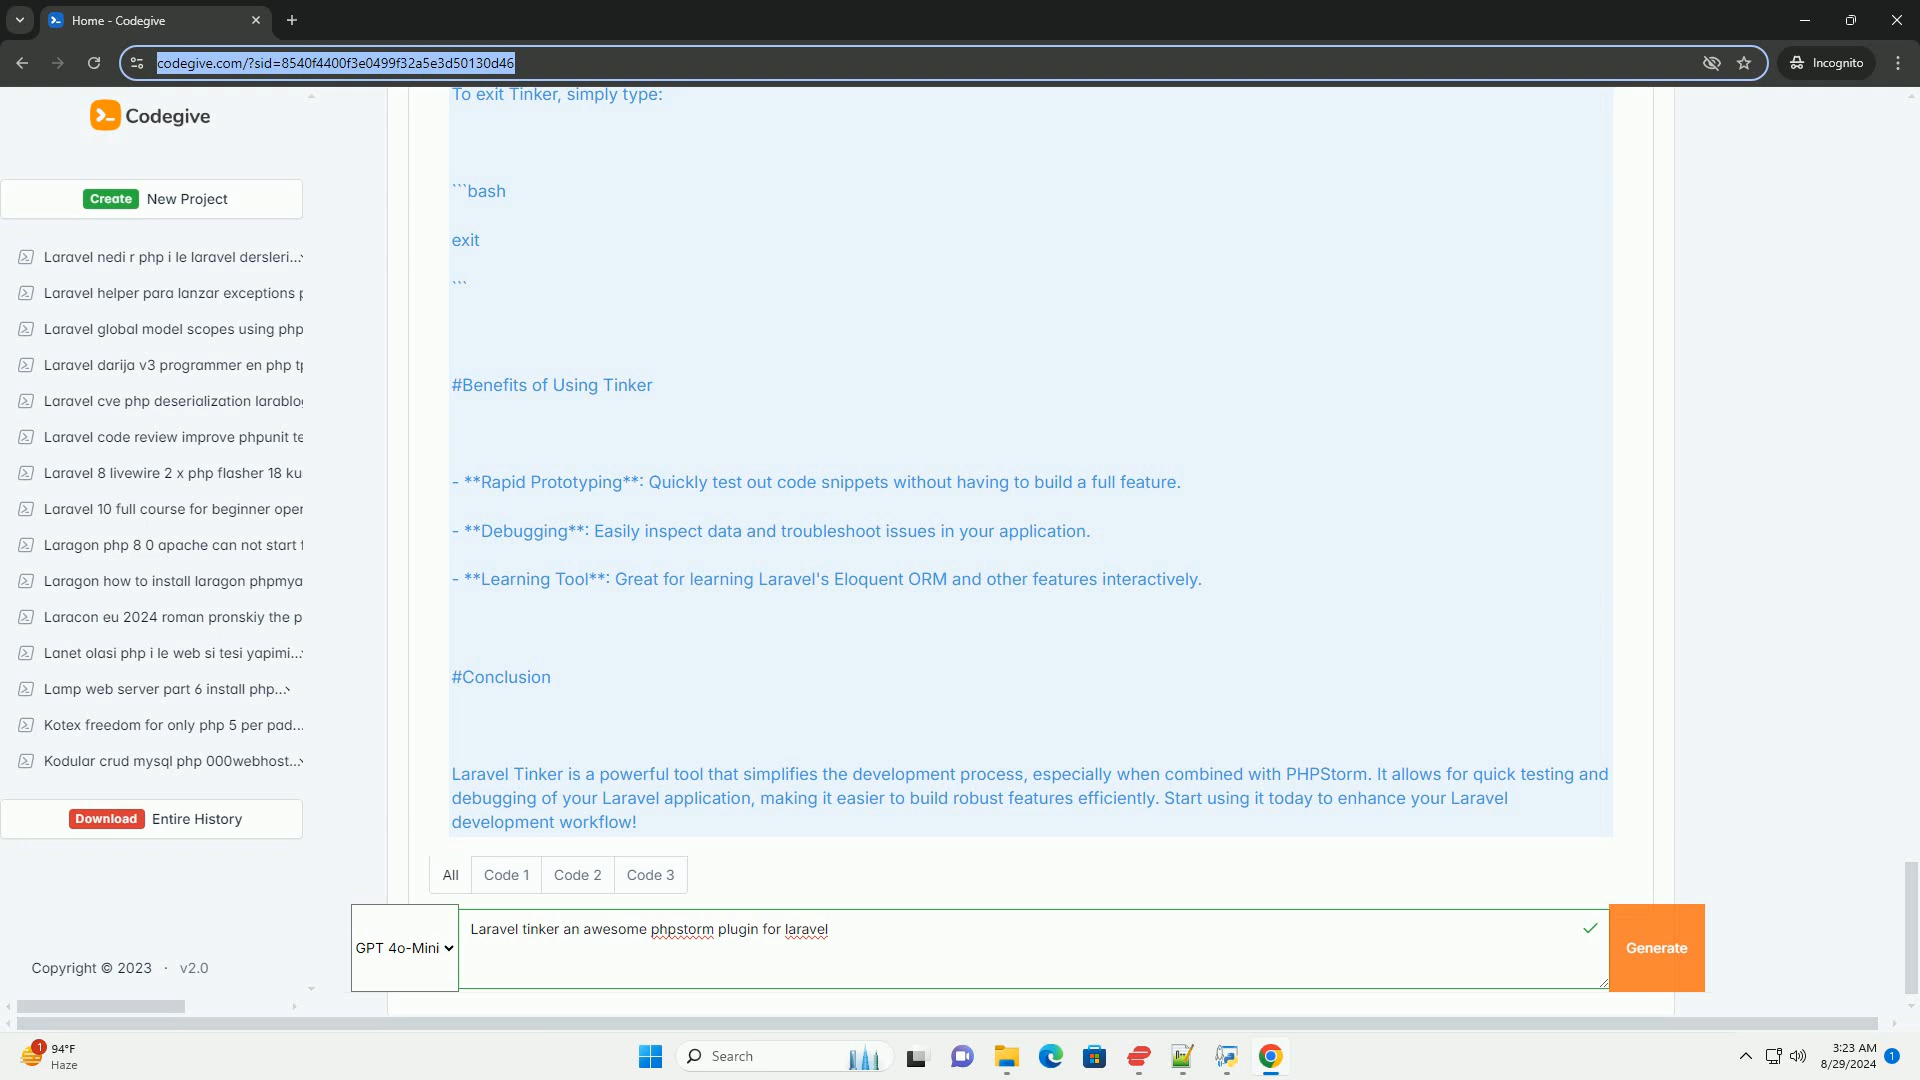 Home - Codegive
codegive.com/?sid=8540f4400f3e0499f32a5e3d50130d46
Incognito
Codegive
Create New Project
Laravel nedi r php i le laravel dersleri...
Laravel helper para lanzar exceptions p
Laravel global model scopes using php
Laravel darija v3 programmer en php tp
Laravel cve php deserialization larablog
Laravel code review improve phpunit te
Laravel 8 livewire 2 x php flasher 18 ku
Laravel 10 full course for beginner oper
Laragon php 8 0 apache can not start f
Laragon how to install laragon phpmya
Laracon eu 2024 roman pronskiy the p
Lanet olasi php i le web si tesi yapimi...
Lamp web server part 6 install php...
Kotex freedom for only php 5 per pad...
Kodular crud mysql php 000webhost...
Download Entire History
Copyright © 2023 · v2.0
To exit Tinker, simply type:
```bash
exit
```
#Benefits of Using Tinker
- **Rapid Prototyping**: Quickly test out code snippets without having to build a full feature.
- **Debugging**: Easily inspect data and troubleshoot issues in your application.
- **Learning Tool**: Great for learning Laravel's Eloquent ORM and other features interactively.
#Conclusion
Laravel Tinker is a powerful tool that simplifies the development process, especially when combined with PHPStorm. It allows for quick testing and
debugging of your Laravel application, making it easier to build robust features efficiently. Start using it today to enhance your Laravel
development workflow!
All Code 1 Code 2 Code 3
GPT 4o-Mini
Laravel tinker an awesome phpstorm plugin for laravel
Generate
1
94°F
Haze
Search
3:23 AM
8/29/2024
1